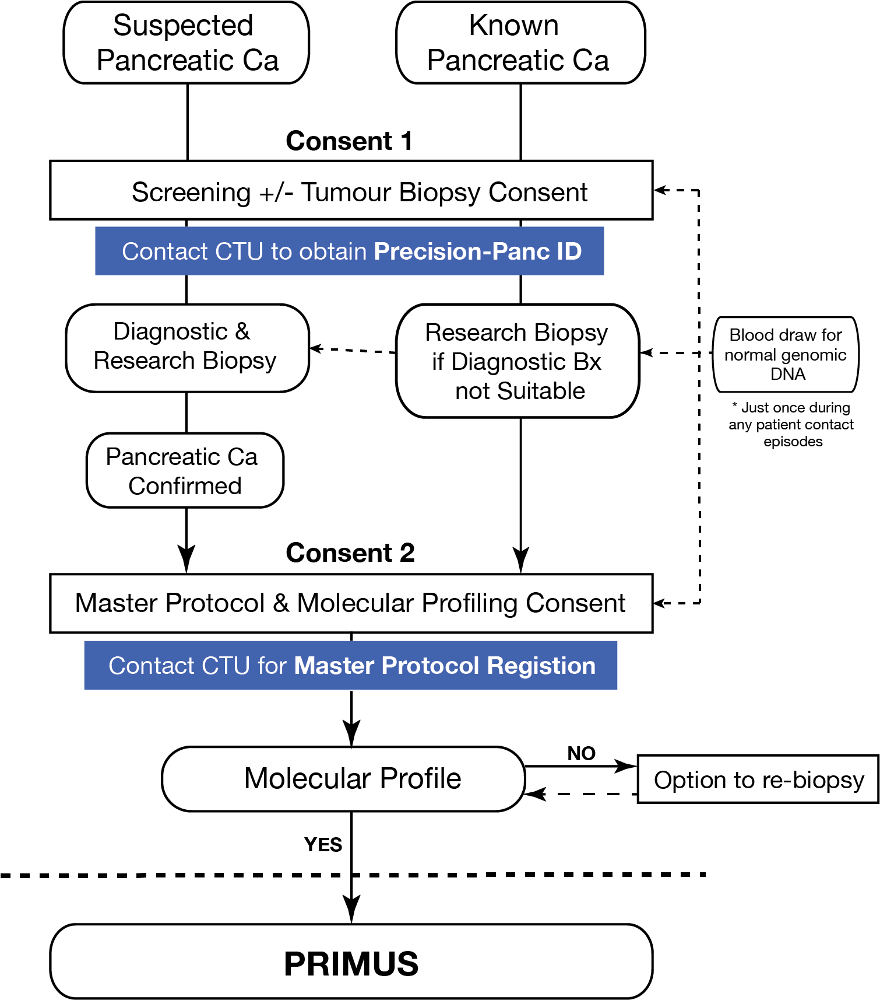 Suspected
Pancreatic Ca
Known
Pancreatic Ca
Consent 1
Screening +/- Tumour Biopsy Consent
Contact CTU to obtain Precision-Panc ID
Diagnostic &
Research Biopsy
Research Biopsy
if Diagnostic Bx
not Suitable
Blood draw for
normal genomic
DNA
* Just once during
any patient contact
episodes
Pancreatic Ca
Confirmed
Consent 2
Master Protocol & Molecular Profiling Consent
Contact CTU for Master Protocol Registion
Molecular Profile
NO
Option to re-biopsy
YES
PRIMUS